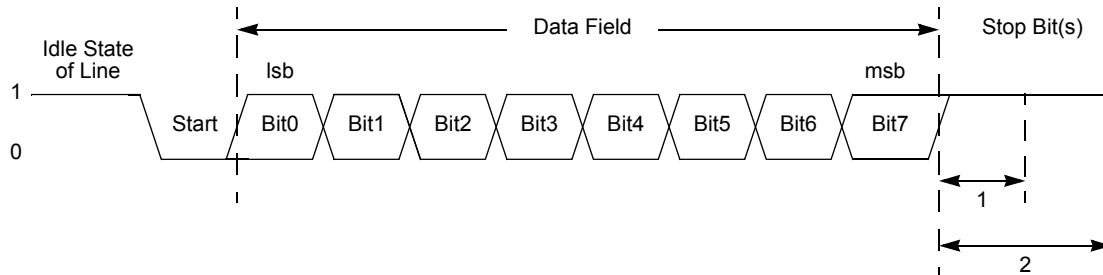 Data Field
Stop Bit(s)
Idle State
of Line
lsb
msb
1
Start
Bit0
Bit1
Bit2
Bit3
Bit4
Bit5
Bit6
Bit7
0
1
2